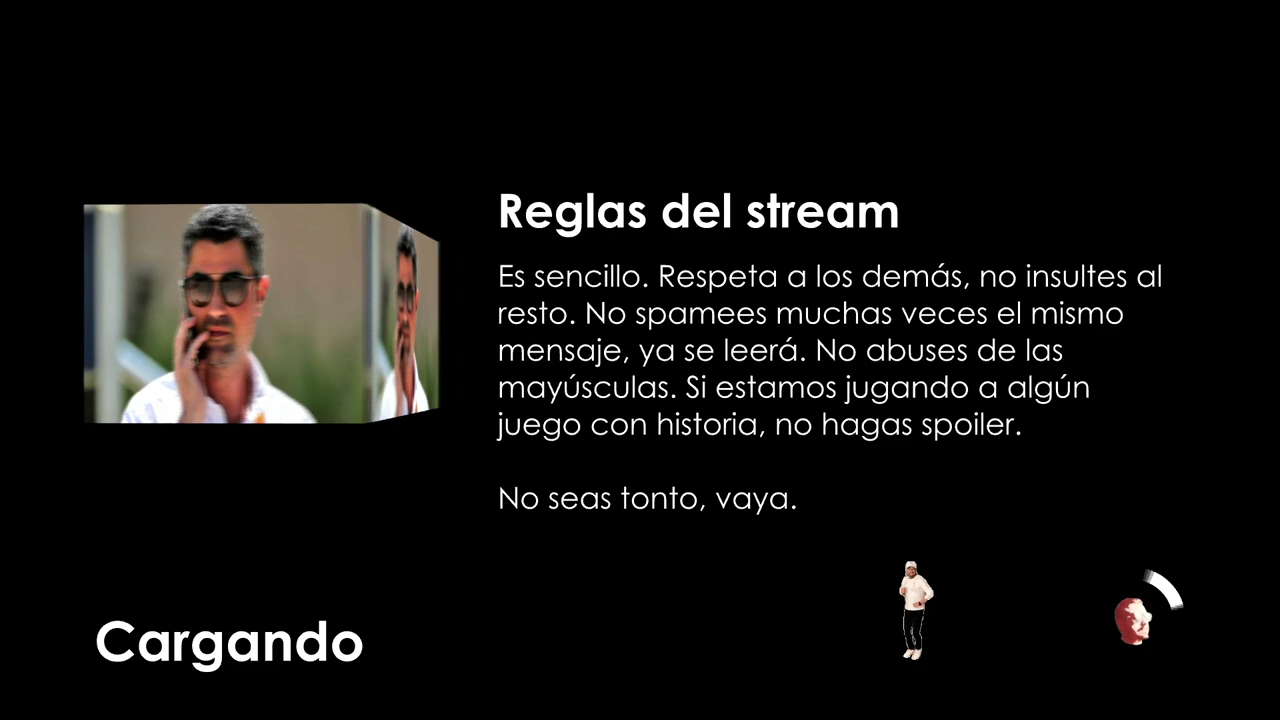 Reglas del stream
Es sencillo. Respeta a los demás, no insultes al
resto. No spamees muchas veces el mismo
mensaje, ya se leerá. No abuses de las
mayúsculas. Si estamos jugando a algún
juego con historia, no hagas spoiler.
No seas tonto, vaya.
Cargando